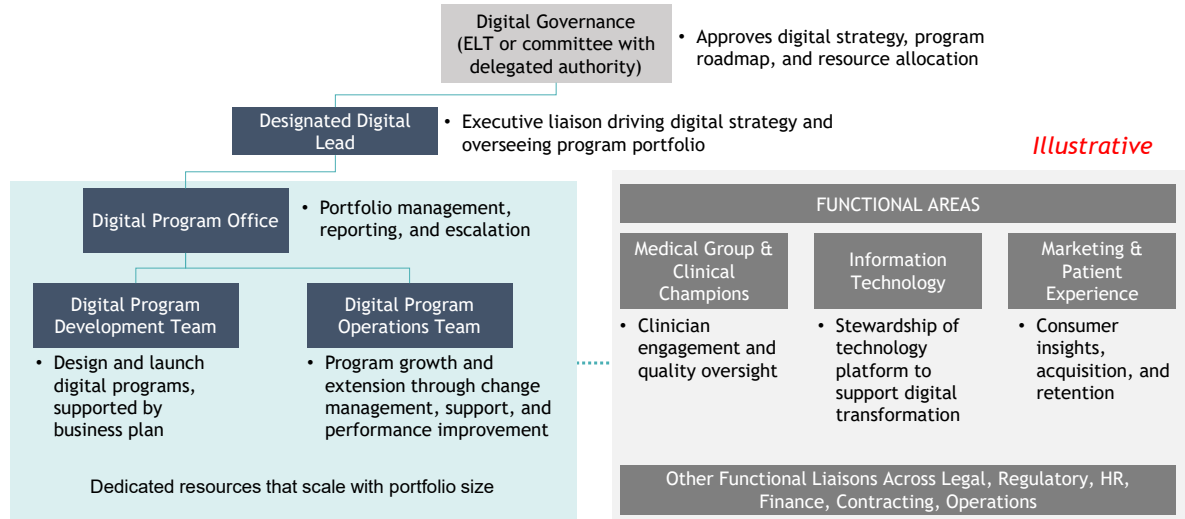 Digital Governance
(ELT or committee with
delegated authority)
• Approves digital strategy, program
roadmap, and resource allocation
Designated Digital
Lead
• Executive liaison driving digital strategy and
overseeing program portfolio
Illustrative
Digital Program Office
• Portfolio management,
reporting, and escalation
Digital Program
Development Team
• Design and launch
digital programs,
supported by
business plan
Digital Program
Operations Team
• Program growth and
extension through change
management, support, and
performance improvement
Dedicated resources that scale with portfolio size
FUNCTIONAL AREAS
Medical Group &
Clinical
Champions
• Clinician
engagement and
quality oversight
Information
Technology
• Stewardship of
technology
platform to
support digital
transformation
Marketing &
Patient
Experience
• Consumer
insights,
acquisition, and
retention
Other Functional Liaisons Across Legal, Regulatory, HR,
Finance, Contracting, Operations